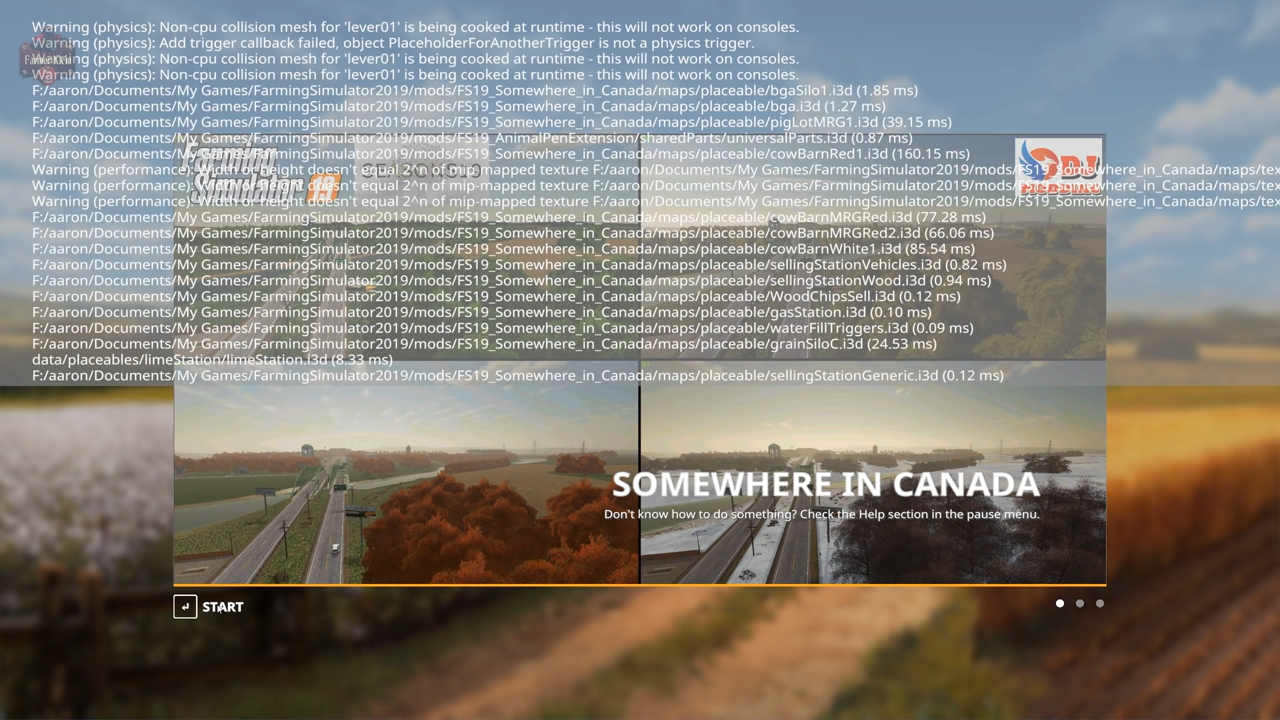 Warning (physics): Non-cpu collision mesh for 'lever01' is being cooked at runtime - this will not work on consoles.
Warning (physics): Add trigger callback failed, object PlaceholderForAnotherTrigger is not a physics trigger.
Warning (physics): Non-cpu collision mesh for 'lever01' is being cooked at runtime - this will not work on consoles.
Warning (physics): Non-cpu collision mesh for 'lever01' is being cooked at runtime - this will not work on consoles.
F:/aaron/Documents/My Games/FarmingSimulator2019/mods/FS19_Somewhere_in_Canada/maps/placeable/bgaSilo1.i3d (1.85 ms)
F:/aaron/Documents/My Games/FarmingSimulator2019/mods/FS19_Somewhere_in_Canada/maps/placeable/bga.i3d (1.27 ms)
F:/aaron/Documents/My Games/FarmingSimulator2019/mods/FS19_Somewhere_in_Canada/maps/placeable/pigLotMRG1.i3d (39.15 ms)
F:/aaron/Documents/My Games/FarmingSimulator2019/mods/FS19_AnimalPenExtension/sharedParts/universalParts.i3d (0.87 ms)
F:/aaron/Documents/My Games/FarmingSimulator2019/mods/FS19_Somewhere_in_Canada/maps/placeable/cowBarnRed1.i3d (160.15 ms)
Warning (performance): Width or height doesn't equal 2^n of mip-mapped texture F:/aaron/Documents/My Games/FarmingSimulator2019/mods/FS19_Somewhere_in_Canada/maps/tex
Warning (performance): Width or height doesn't equal 2^n of mip-mapped texture F:/aaron/Documents/My Games/FarmingSimulator2019/mods/FS19_Somewhere_in_Canada/maps/tex
Warning (performance): Width or height doesn't equal 2^n of mip-mapped texture F:/aaron/Documents/My Games/FarmingSimulator2019/mods/FS19_Somewhere_in_Canada/maps/tex
F:/aaron/Documents/My Games/FarmingSimulator2019/mods/FS19_Somewhere_in_Canada/maps/placeable/cowBarnMRGRed.i3d (77.28 ms)
F:/aaron/Documents/My Games/FarmingSimulator2019/mods/FS19_Somewhere_in_Canada/maps/placeable/cowBarnMRGRed2.i3d (66.06 ms)
F:/aaron/Documents/My Games/FarmingSimulator2019/mods/FS19_Somewhere_in_Canada/maps/placeable/cowBarnWhite1.i3d (85.54 ms)
F:/aaron/Documents/My Games/FarmingSimulator2019/mods/FS19_Somewhere_in_Canada/maps/placeable/sellingStationVehicles.i3d (0.82 ms)
F:/aaron/Documents/My Games/FarmingSimulator2019/mods/FS19_Somewhere_in_Canada/maps/placeable/sellingStationWood.i3d (0.94 ms)
F:/aaron/Documents/My Games/FarmingSimulator2019/mods/FS19_Somewhere_in_Canada/maps/placeable/WoodChipsSell.i3d (0.12 ms)
F:/aaron/Documents/My Games/FarmingSimulator2019/mods/FS19_Somewhere_in_Canada/maps/placeable/gasStation.i3d (0.10 ms)
F:/aaron/Documents/My Games/FarmingSimulator2019/mods/FS19_Somewhere_in_Canada/maps/placeable/waterFillTriggers.i3d (0.09 ms)
F:/aaron/Documents/My Games/FarmingSimulator2019/mods/FS19_Somewhere_in_Canada/maps/placeable/grainSiloC.i3d (24.53 ms)
data/placeables/limeStation/limeStation.i3d (8.33 ms)
F:/aaron/Documents/My Games/FarmingSimulator2019/mods/FS19_Somewhere_in_Canada/maps/placeable/sellingStationGeneric.i3d (0.12 ms)
Farming
Simulator
SOMEWHERE IN CANADA
Don't know how to do something? Check the Help section in the pause menu.
START